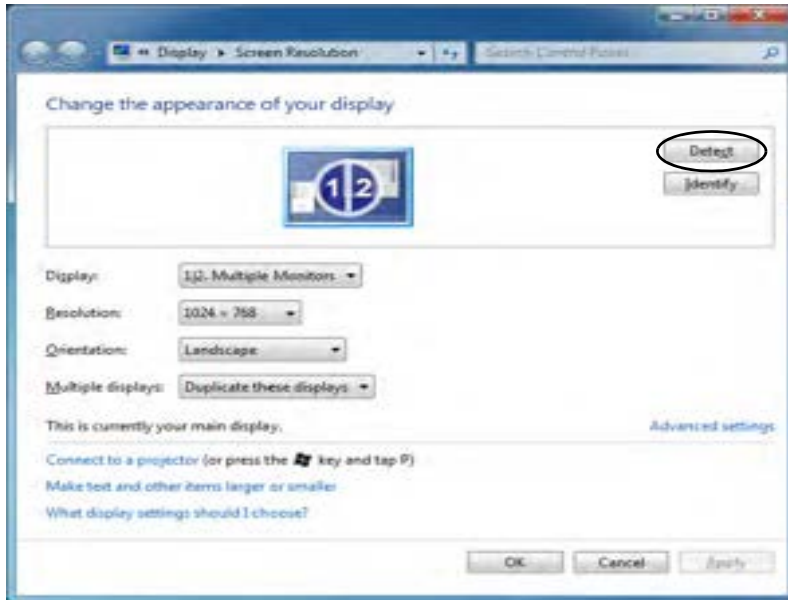 « Display ▸ Screen Resolution Search Control Panel
Change the appearance of your display
1 2
Detect
Identify
Display: 1|2. Multiple Monitors
Resolution: 1024 × 768
Orientation: Landscape
Multiple displays: Duplicate these displays
This is currently your main display. Advanced settings
Connect to a projector (or press the key and tap P)
Make text and other items larger or smaller
What display settings should I choose?
OK Cancel Apply